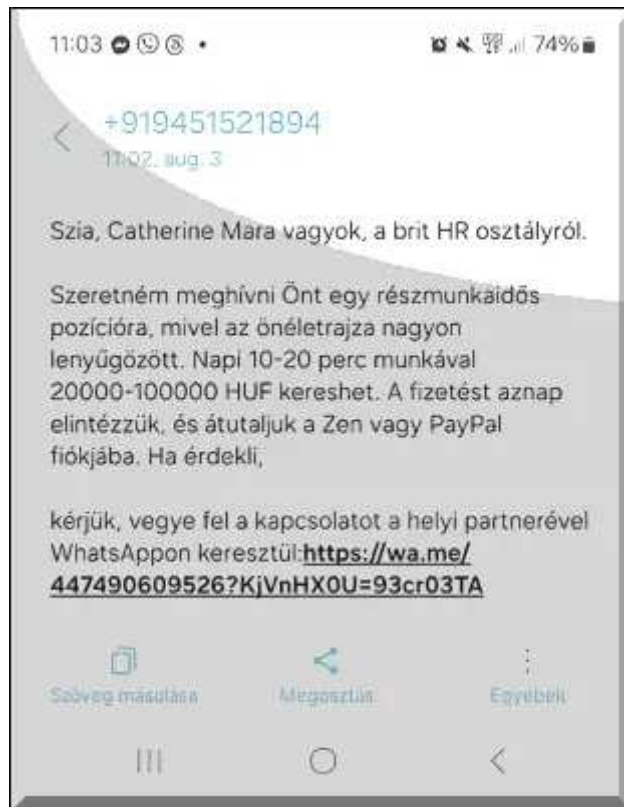 11:03
74%
+919451521894
11:02, aug. 3
Szia, Catherine Mara vagyok, a brit HR osztályról.
Szeretném meghívni Önt egy részmunkaidős
pozícióra, mivel az önéletrajza nagyon
lenyűgözött. Napi 10-20 perc munkával
20000-100000 HUF kereshet. A fizetést aznap
elintézzük, és átutaljuk a Zen vagy PayPal
fiókjába. Ha érdekli,
kérjük, vegye fel a kapcsolatot a helyi partnerével
WhatsAppon keresztül:https://wa.me/
447490609526?KjVnHX0U=93cr03TA
Szöveg másolása
Megosztás
Egyebek